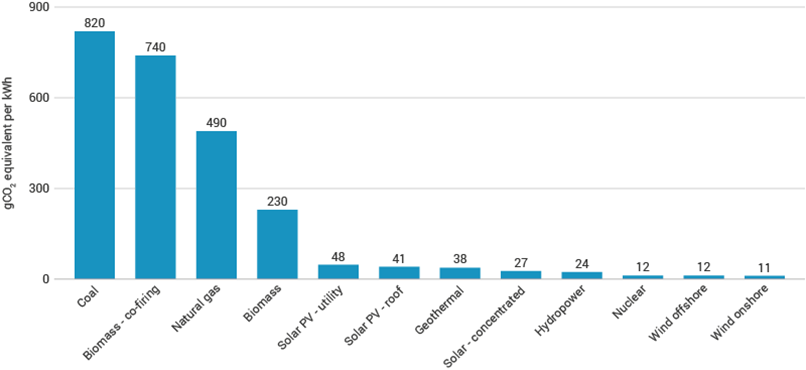 gCO2 equivalent per kWh
900
600
300
0
820
740
490
230
48
41
38
27
24
12
12
11
Coal
Biomass - co-firing
Natural gas
Biomass
Solar PV - utility
Solar PV - roof
Geothermal
Solar - concentrated
Hydropower
Nuclear
Wind offshore
Wind onshore